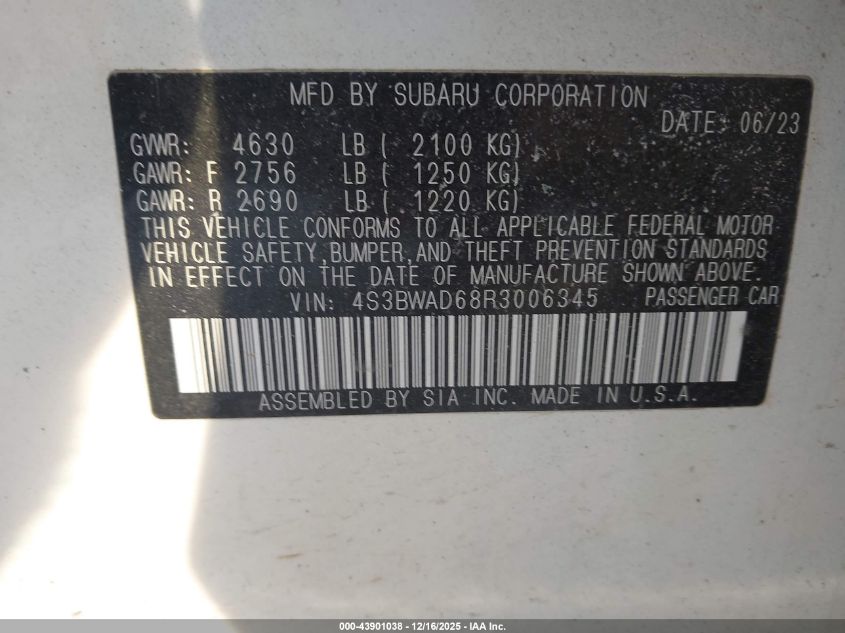 MFD BY SUBARU CORPORATION
DATE: 06/23
GVWR: 4630 LB ( 2100 KG)
GAWR: F 2756 LB ( 1250 KG)
GAWR: R 2690 LB ( 1220 KG)
THIS VEHICLE CONFORMS TO ALL APPLICABLE FEDERAL MOTOR
VEHICLE SAFETY, BUMPER, AND THEFT PREVENTION STANDARDS
IN EFFECT ON THE DATE OF MANUFACTURE SHOWN ABOVE.
VIN: 4S3BWAD68R3006345 PASSENGER CAR
ASSEMBLED BY SIA INC. MADE IN U.S.A.
000-43901038 - 12/16/2025 - IAA Inc.